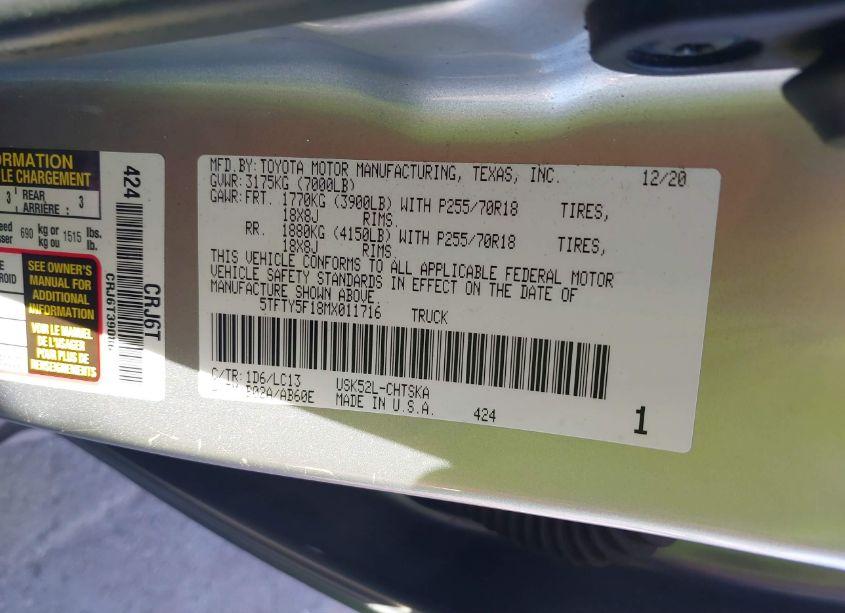 ORMATION
LE CHARGEMENT
3 REAR 3
ARRIÈRE :
690 kg or 1515 lbs.
kg ou lb.
SEE OWNER'S
MANUAL FOR
ADDITIONAL
INFORMATION
VOIR LE MANUEL
DE L'USAGER
POUR PLUS DE
RENSEIGNEMENTS
424
CRJ6T
MFD.BY:TOYOTA MOTOR MANUFACTURING, TEXAS, INC. 12/20
GVWR:3175KG (7000LB)
GAWR:FRT. 1770KG (3900LB) WITH P255/70R18 TIRES,
18X8J RIMS.
RR. 1880KG (4150LB) WITH P255/70R18 TIRES,
18X8J RIMS.
THIS VEHICLE CONFORMS TO ALL APPLICABLE FEDERAL MOTOR
VEHICLE SAFETY STANDARDS IN EFFECT ON THE DATE OF
MANUFACTURE SHOWN ABOVE.
5TFTY5F18MX011716 TRUCK
C/TR:1D6/LC13 USK52L-CHTSKA
B02A/AB60E MADE IN U.S.A. 424 1